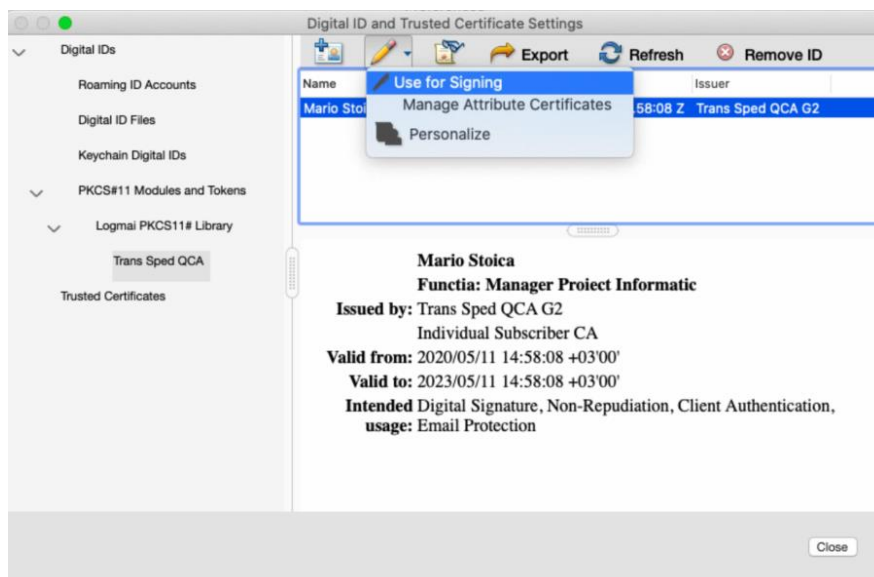 Digital ID and Trusted Certificate Settings
Digital IDs
Roaming ID Accounts
Digital ID Files
Keychain Digital IDs
PKCS#11 Modules and Tokens
Logmai PKCS11# Library
Trans Sped QCA
Trusted Certificates
Export Refresh Remove ID
Name Issuer
Use for Signing
Mario Stoi .58:08 Z Trans Sped QCA G2
Manage Attribute Certificates
Personalize
Mario Stoica
Functia: Manager Proiect Informatic
Issued by: Trans Sped QCA G2
Individual Subscriber CA
Valid from: 2020/05/11 14:58:08 +03'00'
Valid to: 2023/05/11 14:58:08 +03'00'
Intended Digital Signature, Non-Repudiation, Client Authentication,
usage: Email Protection
Close